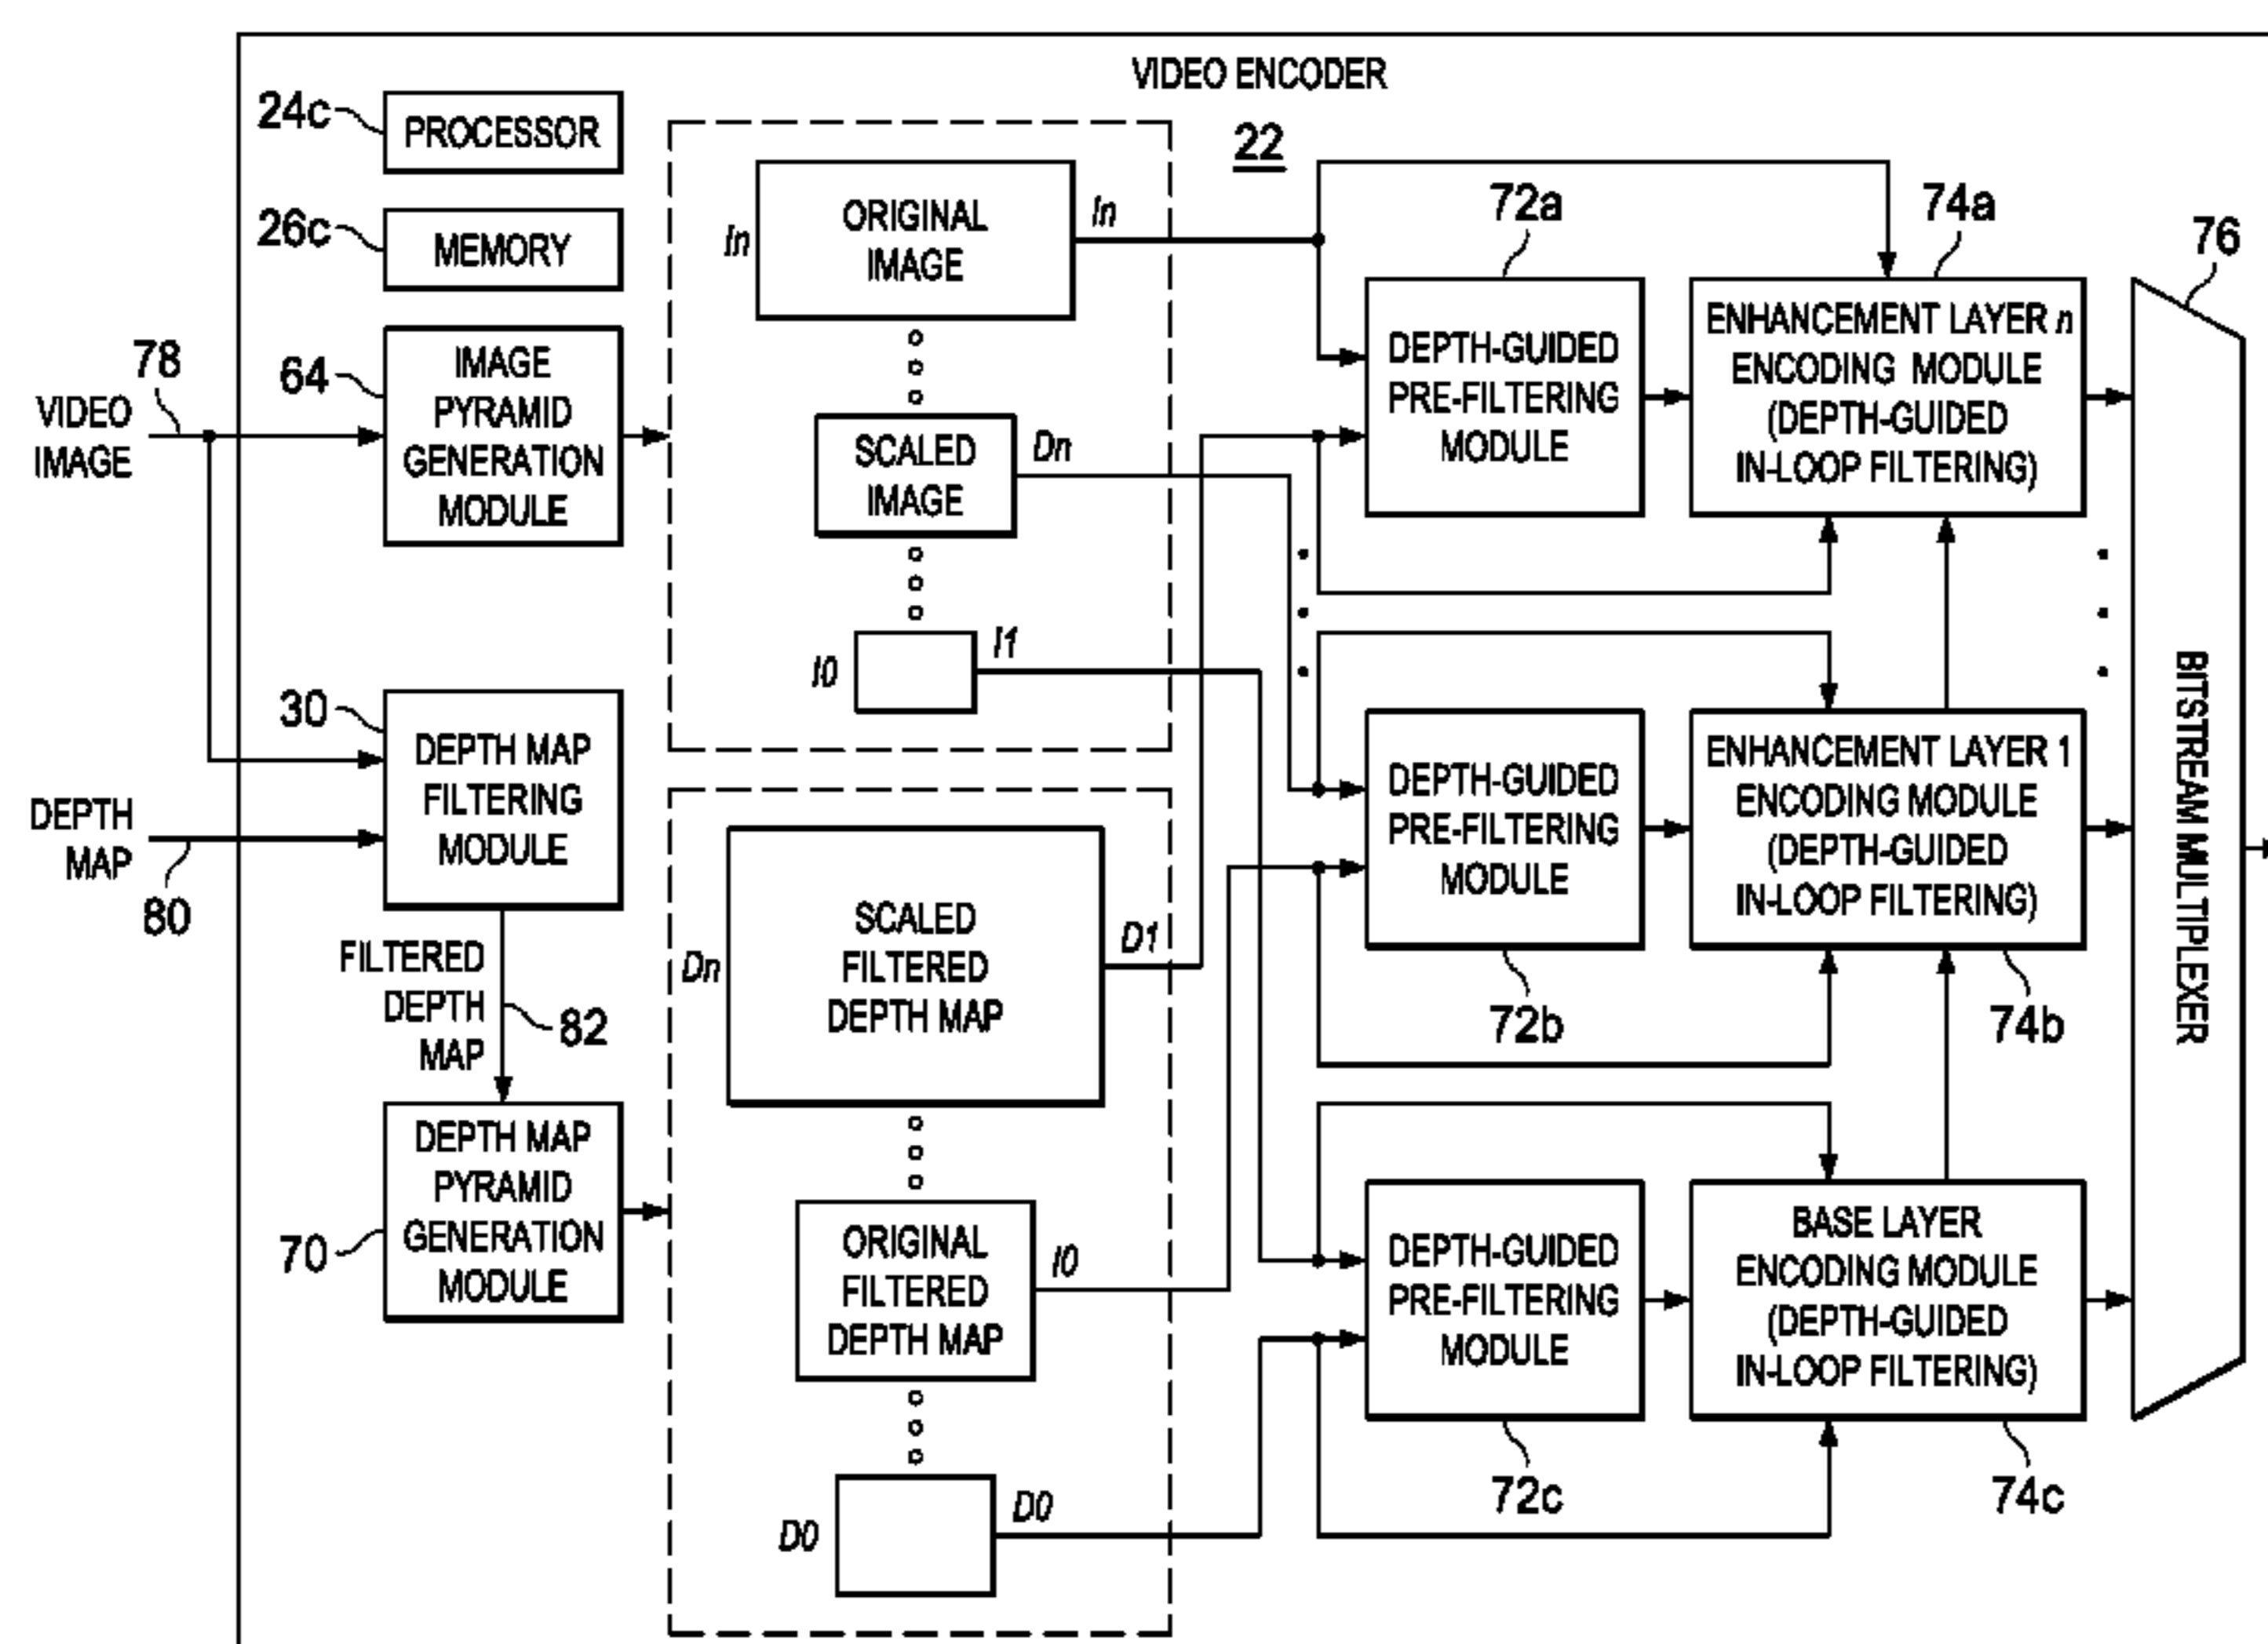 VIDEO ENCODER
22
24c
PROCESSOR
26c
MEMORY
78
VIDEO
IMAGE
64
IMAGE
PYRAMID
GENERATION
MODULE
30
DEPTH MAP
FILTERING
MODULE
DEPTH
MAP
80
FILTERED
DEPTH
MAP
82
70
DEPTH MAP
PYRAMID
GENERATION
MODULE
In
ORIGINAL
IMAGE
In
SCALED
IMAGE
Dn
I0
I1
Dn
SCALED
FILTERED
DEPTH MAP
D1
ORIGINAL
FILTERED
DEPTH MAP
I0
D0
D0
72a
DEPTH-GUIDED
PRE-FILTERING
MODULE
74a
ENHANCEMENT LAYER n
ENCODING MODULE
(DEPTH-GUIDED
IN-LOOP FILTERING)
DEPTH-GUIDED
PRE-FILTERING
MODULE
72b
ENHANCEMENT LAYER 1
ENCODING MODULE
(DEPTH-GUIDED
IN-LOOP FILTERING)
74b
DEPTH-GUIDED
PRE-FILTERING
MODULE
72c
BASE LAYER
ENCODING MODULE
(DEPTH-GUIDED
IN-LOOP FILTERING)
74c
76
BITSTREAM MULTIPLEXER